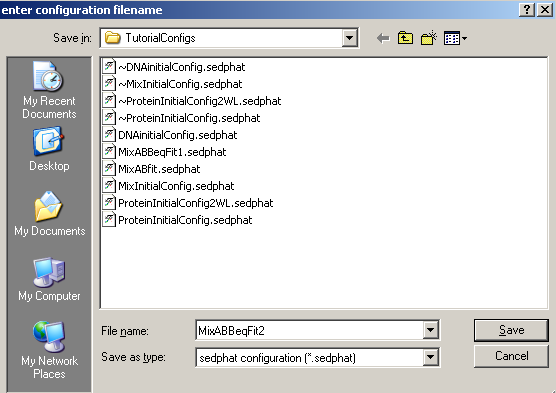 enter configuration filename
Save in:
TutorialConfigs
My Recent
Documents
Desktop
My Documents
My Computer
My Network
Places
~DNAinitialConfig.sedphat
~MixInitialConfig.sedphat
~ProteinInitialConfig2WL.sedphat
~ProteinInitialConfig.sedphat
DNAinitialConfig.sedphat
MixABBeqFit1.sedphat
MixABfit.sedphat
MixInitialConfig.sedphat
ProteinInitialConfig2WL.sedphat
ProteinInitialConfig.sedphat
File name:
MixABBeqFit2
Save
Save as type:
sedphat configuration (*.sedphat)
Cancel